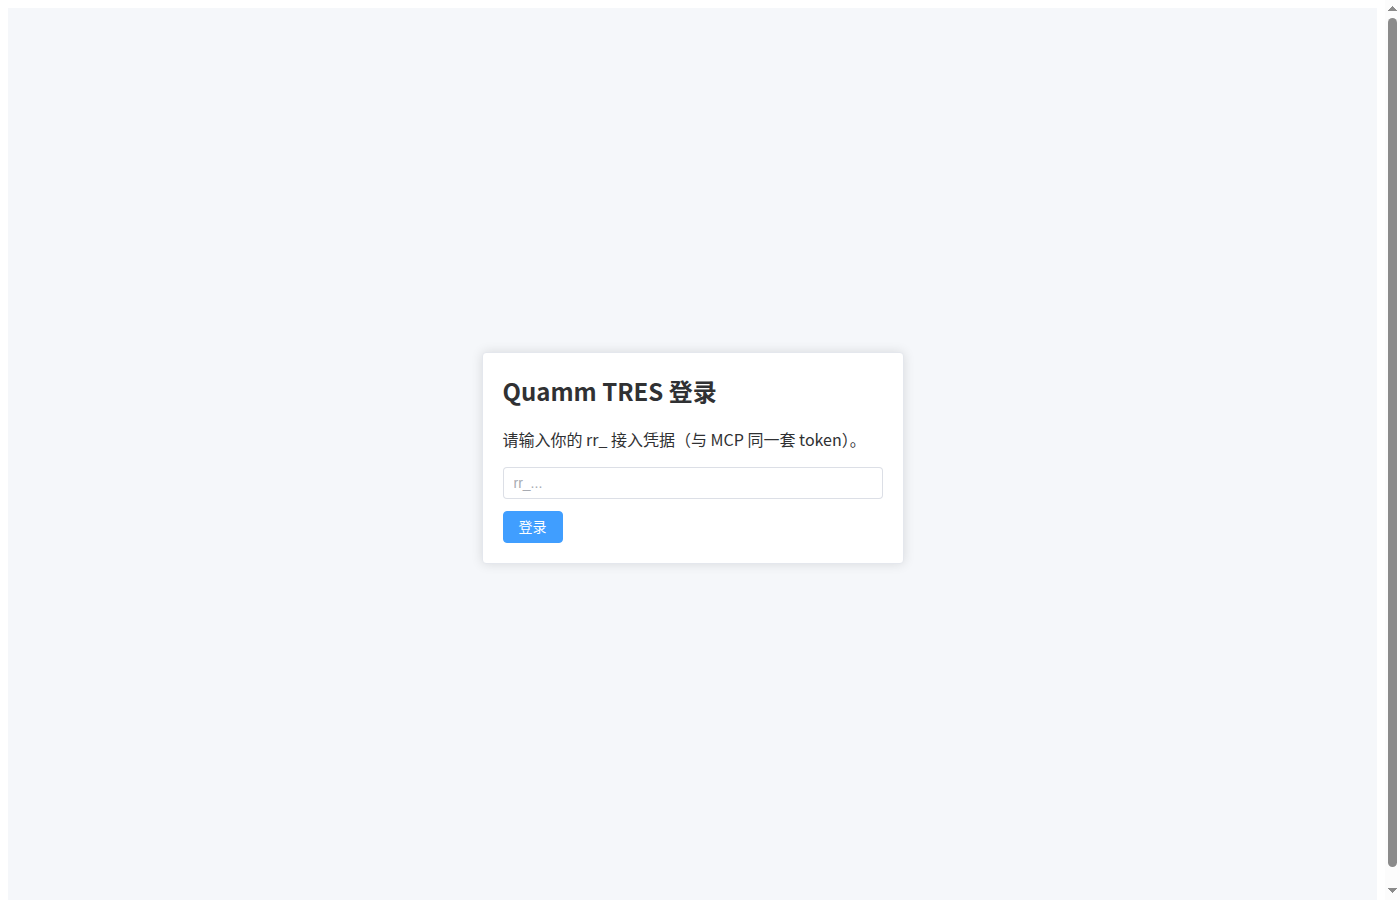 Quamm TRES 登录
请输入你的 rr_ 接入凭据（与 MCP 同一套 token）。
rr_...
登录